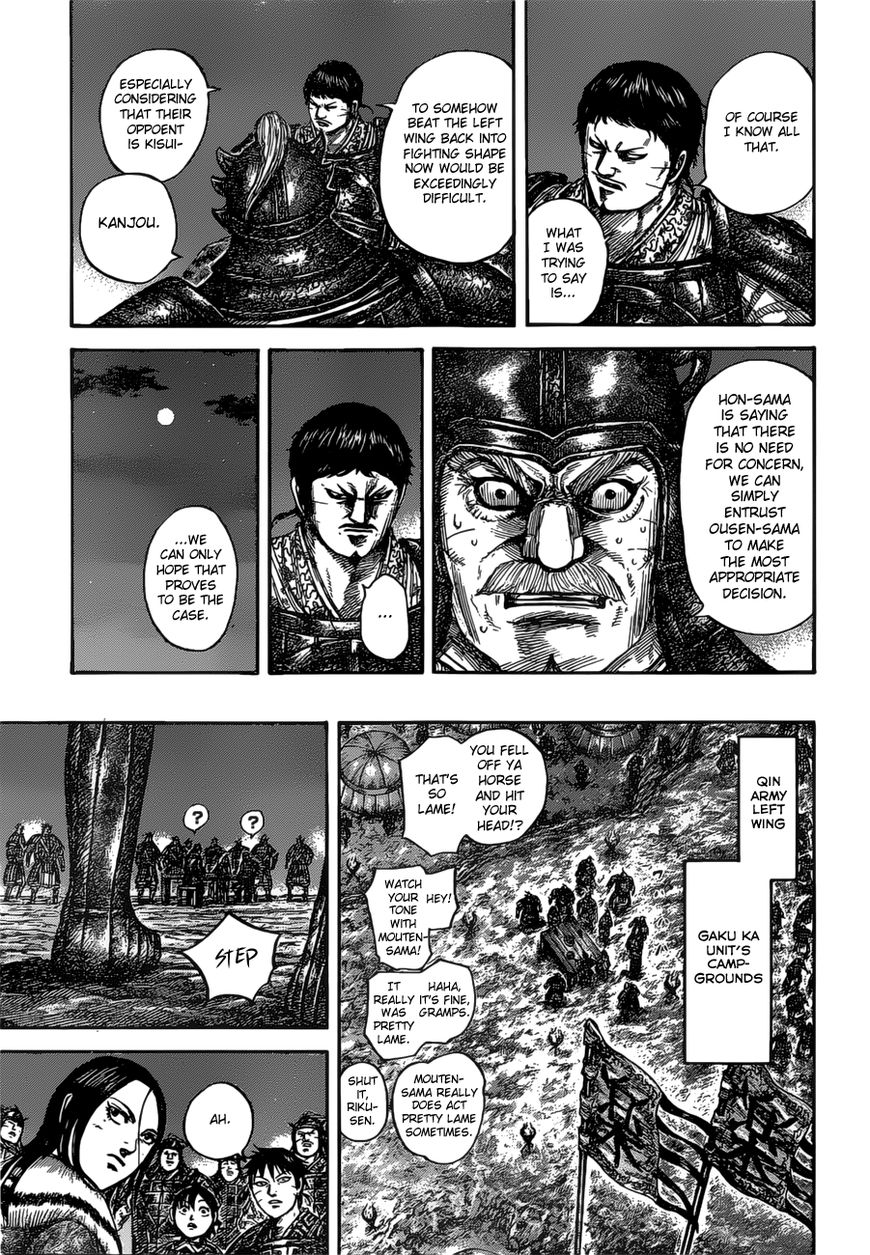 OF COURSE
I KNOW ALL
THAT.
WHAT
I WAS
TRYING
TO SAY
IS...
TO SOMEHOW
BEAT THE LEFT
WING BACK INTO
FIGHTING SHAPE
NOW WOULD BE
EXCEEDINGLY
DIFFICULT.
ESPECIALLY
CONSIDERING
THAT THEIR
OPPOENT
IS KISUI-
KANJOU.
HON-SAMA
IS SAYING
THAT THERE
IS NO NEED
FOR CONCERN,
WE CAN
SIMPLY
ENTRUST
OUSEN-SAMA
TO MAKE
THE MOST
APPROPRIATE
DECISION.
...
...WE
CAN ONLY
HOPE THAT
PROVES
TO BE THE
CASE.
QIN
ARMY
LEFT
WING
GAKU KA
UNIT'S
CAMP-
GROUNDS
YOU FELL
OFF YA
HORSE
AND HIT
YOUR
HEAD!?
THAT'S
SO
LAME!
HEY!
WATCH
YOUR
TONE
WITH
MOUTEN-
SAMA!
HAHA,
IT'S FINE,
GRAMPS.
IT
REALLY
WAS
PRETTY
LAME.
MOUTEN-
SAMA REALLY
DOES ACT
PRETTY LAME
SOMETIMES.
SHUT
IT,
RIKU-
SEN.
楽
楽
?
?
STEP
AH.